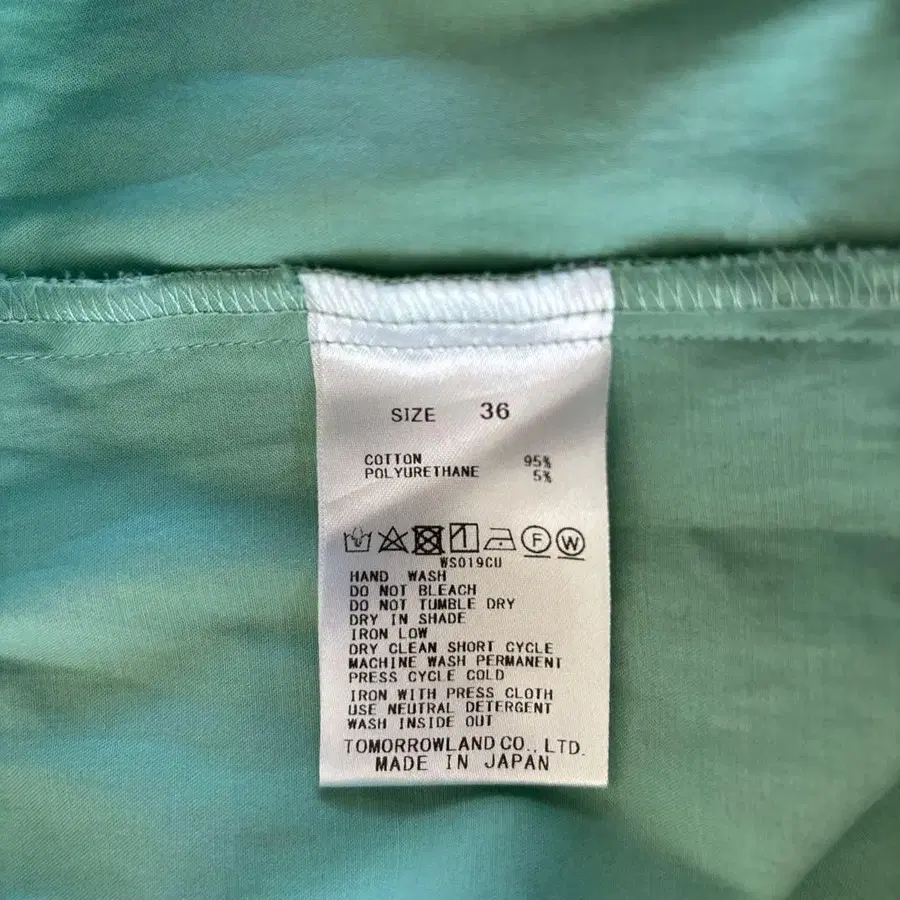 SIZE 36
COTTON 95%
POLYURETHANE 5%
F W
WS019CU
HAND WASH
DO NOT BLEACH
DO NOT TUMBLE DRY
DRY IN SHADE
IRON LOW
DRY CLEAN SHORT CYCLE
MACHINE WASH PERMANENT
PRESS CYCLE COLD
IRON WITH PRESS CLOTH
USE NEUTRAL DETERGENT
WASH INSIDE OUT
TOMORROWLAND CO., LTD.
MADE IN JAPAN